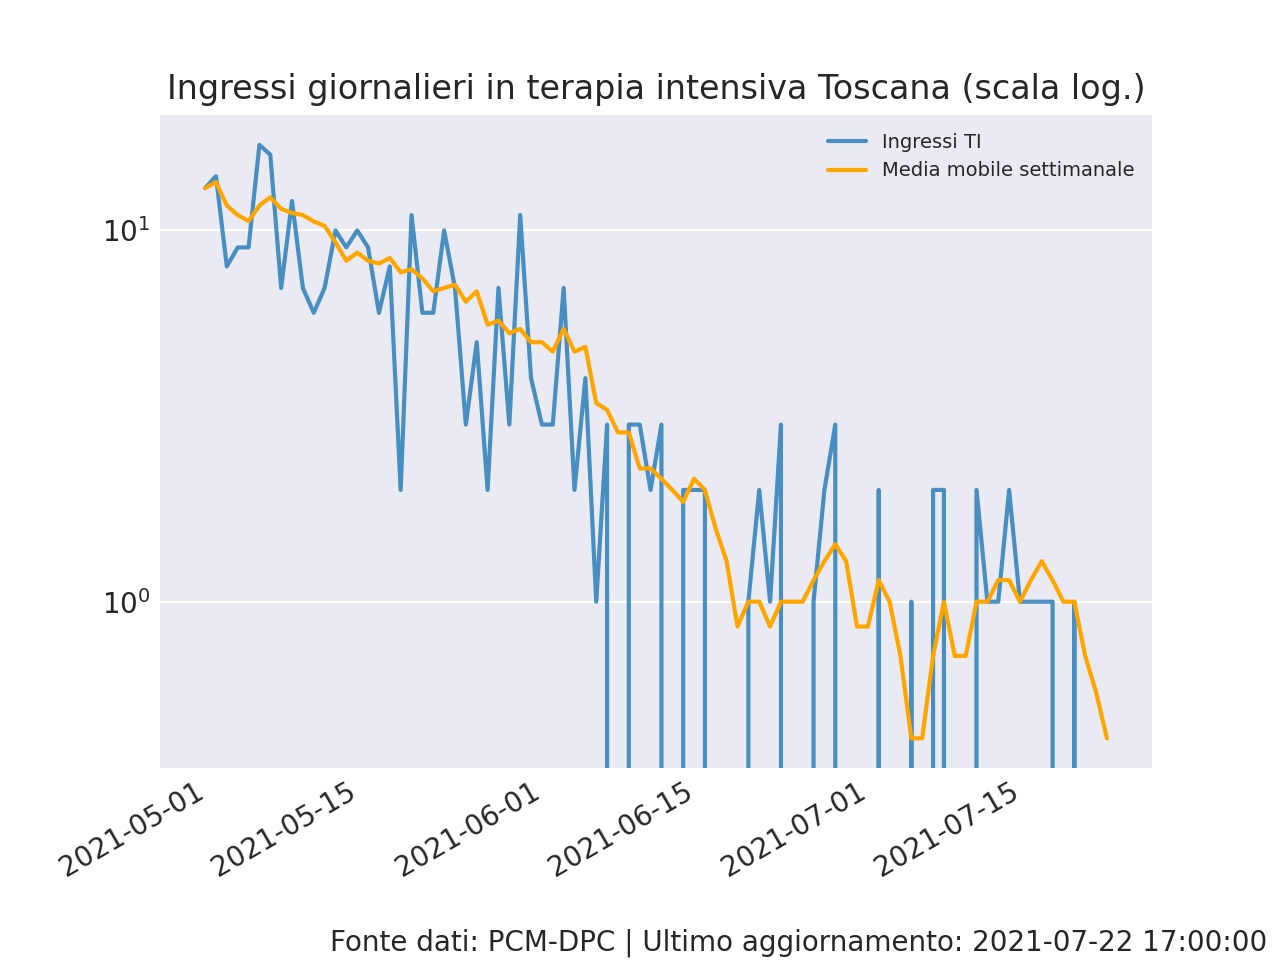 Ingressi giornalieri in terapia intensiva Toscana (scala log.)
Ingressi TI
Media mobile settimanale
10¹
10⁰
2021-05-01
2021-05-15
2021-06-01
2021-06-15
2021-07-01
2021-07-15
Fonte dati: PCM-DPC | Ultimo aggiornamento: 2021-07-22 17:00:00